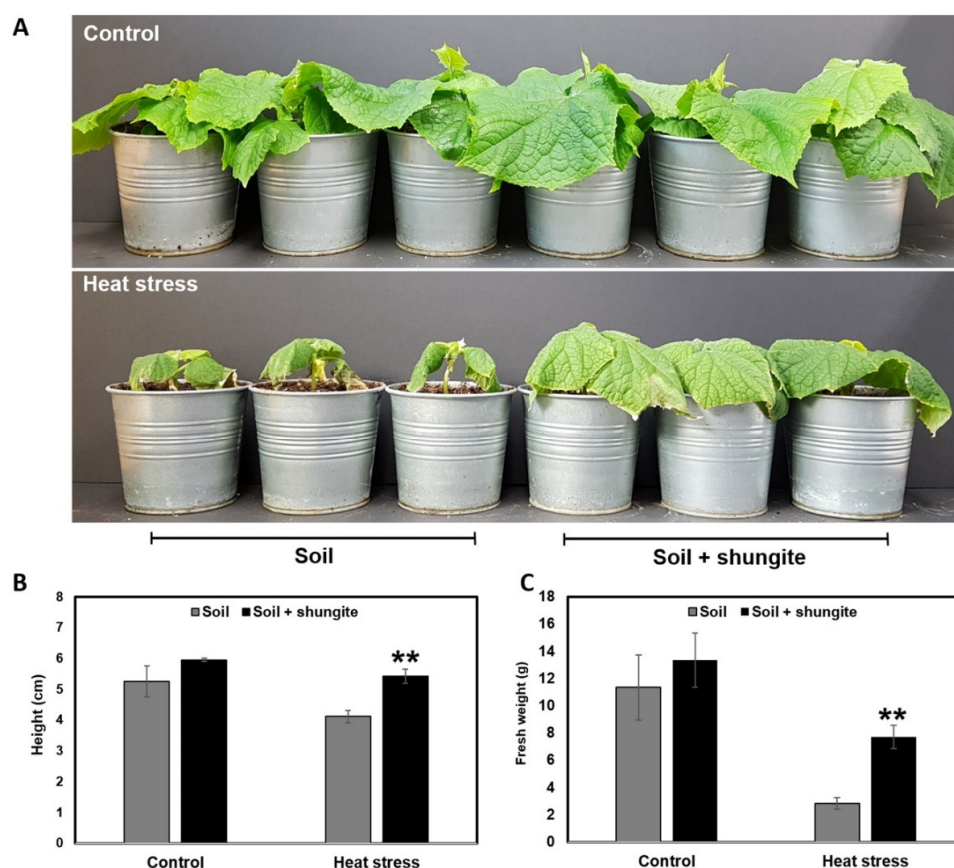 A
Control
Heat stress
Soil
Soil + shungite
B
8
7
6
5
4
3
2
1
0
Height (cm)
Soil
Soil + shungite
**
Control
Heat stress
C
18
16
14
12
10
8
6
4
2
0
Fresh weight (g)
Soil
Soil + shungite
**
Control
Heat stress